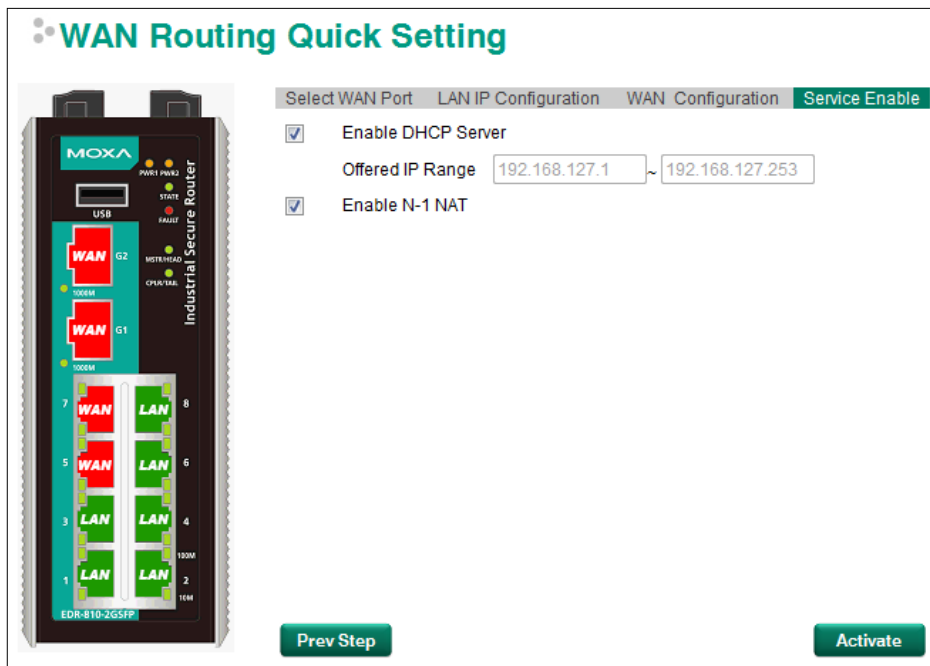 WAN Routing Quick Setting
Select WAN Port LAN IP Configuration WAN Configuration Service Enable
Enable DHCP Server
Offered IP Range 192.168.127.1 ~ 192.168.127.253
Enable N-1 NAT
MOXA
PWR1 PWR2
STATE
FAULT
USB
MSTR/HEAD
CPLR/TAIL
Industrial Secure Router
WAN G2
1000M
WAN G1
1000M
7 WAN LAN 8
5 WAN LAN 6
3 LAN LAN 4
100M
1 LAN LAN 2
10M
EDR-810-2GSFP
Prev Step Activate